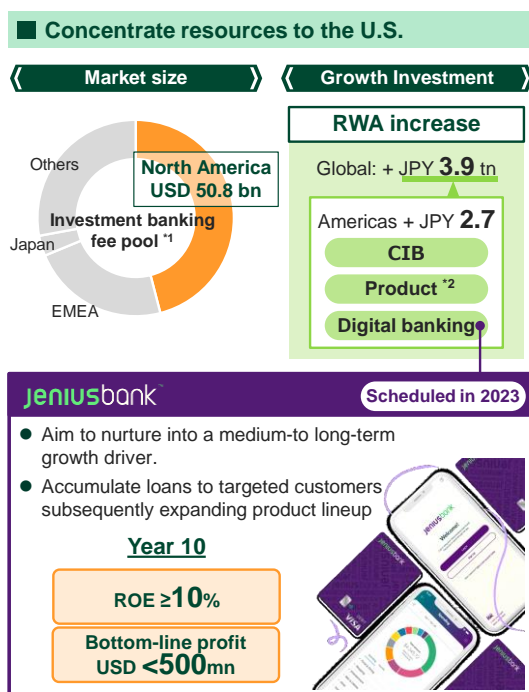 Concentrate resources to the U.S.
Market size
Growth Investment
RWA increase
Others
North America
USD 50.8 bn
Global: + JPY 3.9 tn
Investment banking
fee pool *1
Americas + JPY 2.7
Japan
CIB
Product *2
EMEA
Digital banking
jeniusbank
Scheduled in 2023
Aim to nurture into a medium-to long-term
growth driver.
Accumulate loans to targeted customers
subsequently expanding product lineup
Year 10
ROE ≥10%
Bottom-line profit
USD <500mn
jeniusbank
Welcome!
VISA